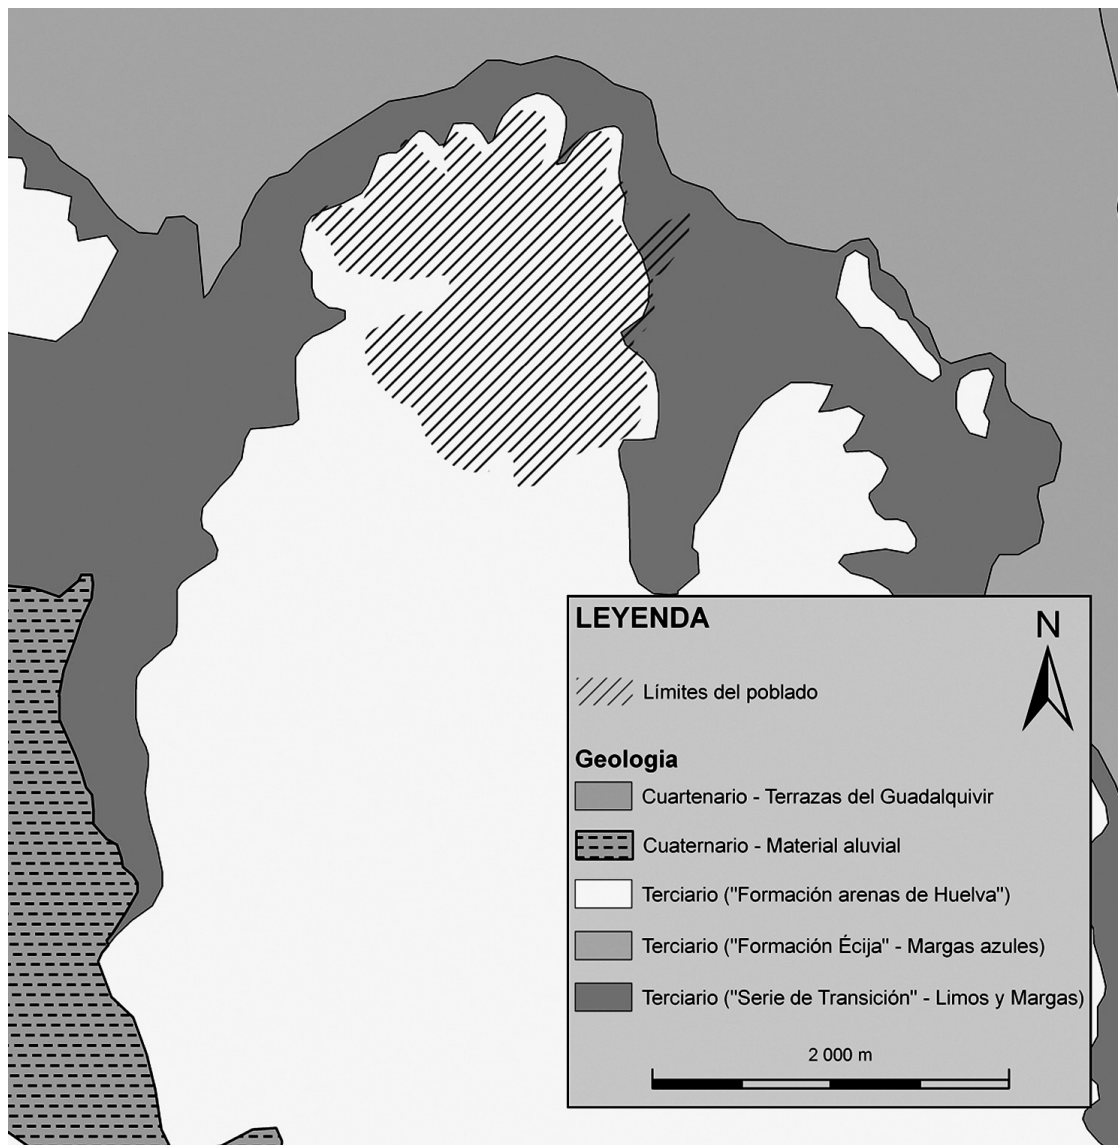 LEYENDA
N
Límites del poblado
Geologia
Cuartenario - Terrazas del Guadalquivir
Cuaternario - Material aluvial
Terciario ("Formación arenas de Huelva")
Terciario ("Formación Écija" - Margas azules)
Terciario ("Serie de Transición" - Limos y Margas)
2 000 m